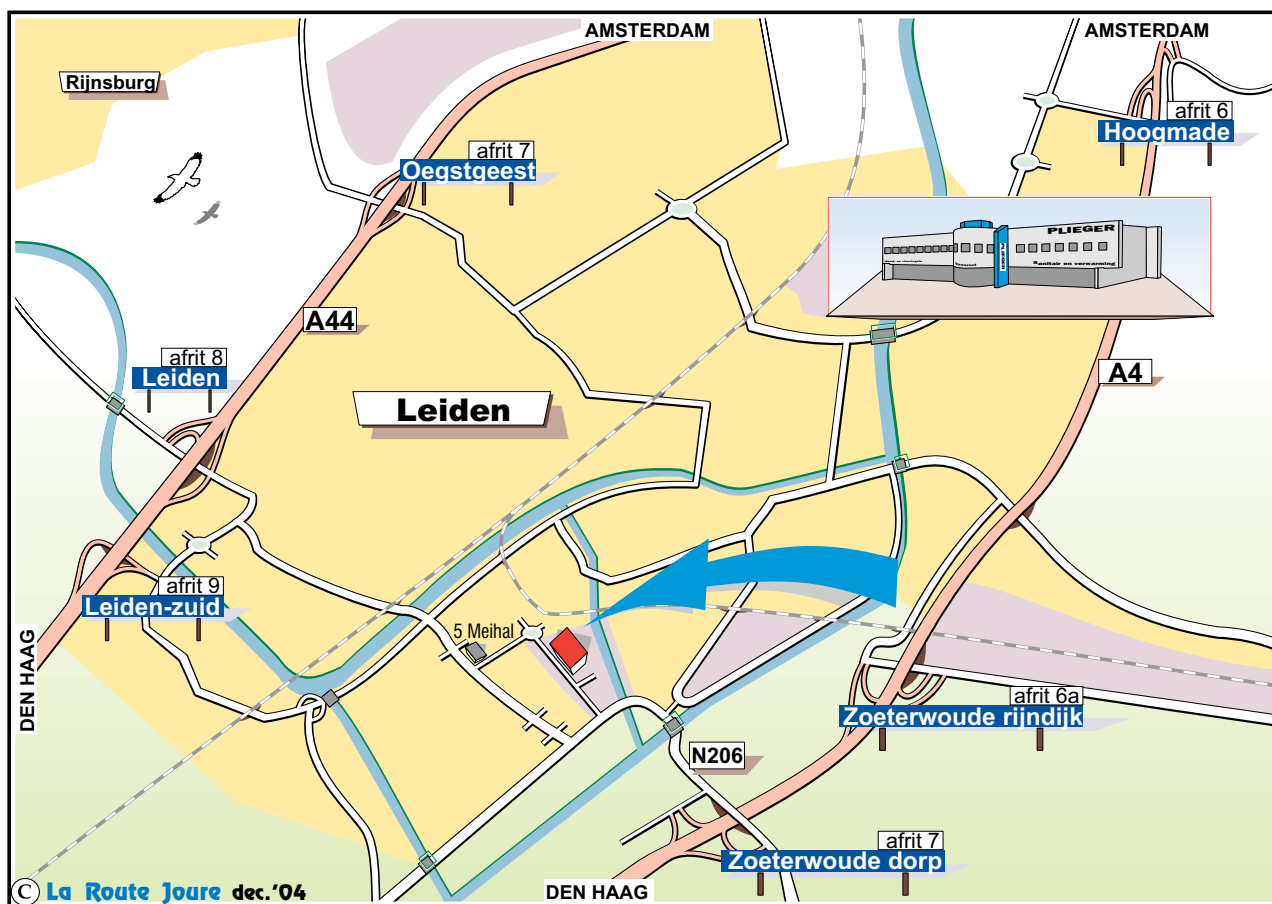 AMSTERDAM
AMSTERDAM
Rijnsburg
afrit 6
Hoogmade
afrit 7
Oegstgeest
PLIEGER
PLIEGER
Sanitair en verwarming
A44
afrit 8
Leiden
A4
Leiden
afrit 9
Leiden-zuid
5 Meihal
DEN HAAG
afrit 6a
Zoeterwoude rijndijk
N206
afrit 7
Zoeterwoude dorp
DEN HAAG
© La Route Joure dec.'04